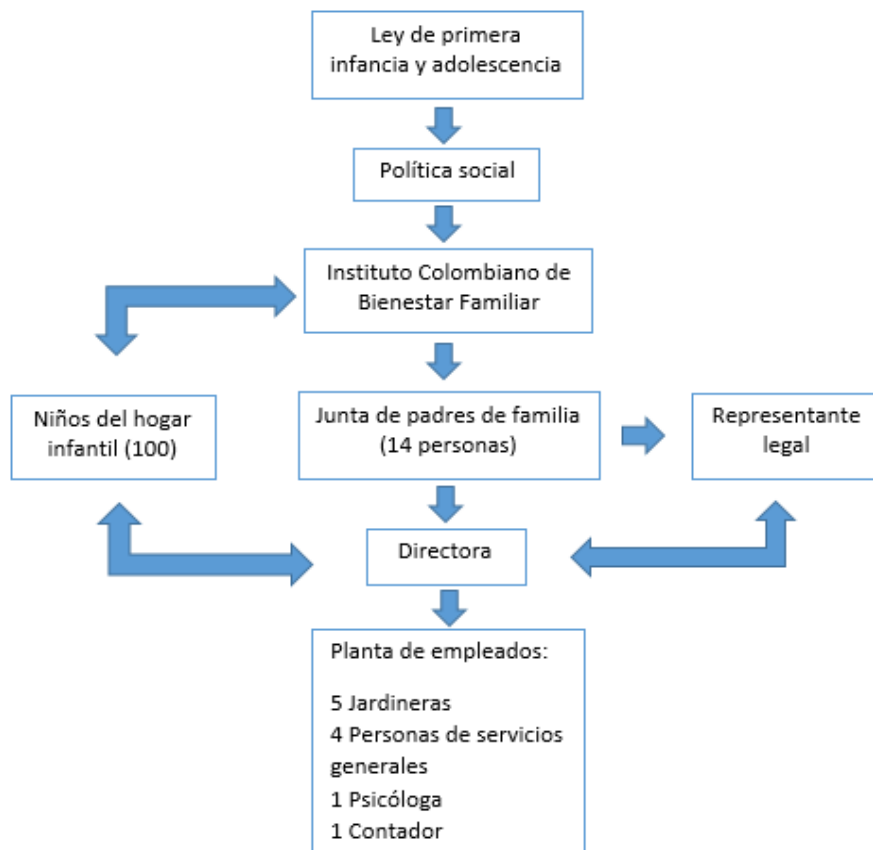 Ley de primera
infancia y adolescencia
Política social
Instituto Colombiano de
Bienestar Familiar
Niños del hogar
infantil (100)
Junta de padres de familia
(14 personas)
Representante
legal
Directora
Planta de empleados:
5 Jardineras
4 Personas de servicios
generales
1 Psicóloga
1 Contador